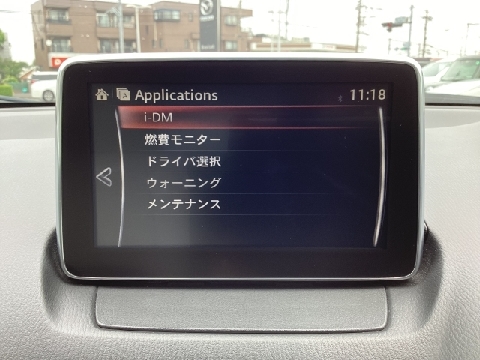 Applications
11:18
i-DM
燃費モニター
ドライバ選択
ウォーニング
メンテナンス